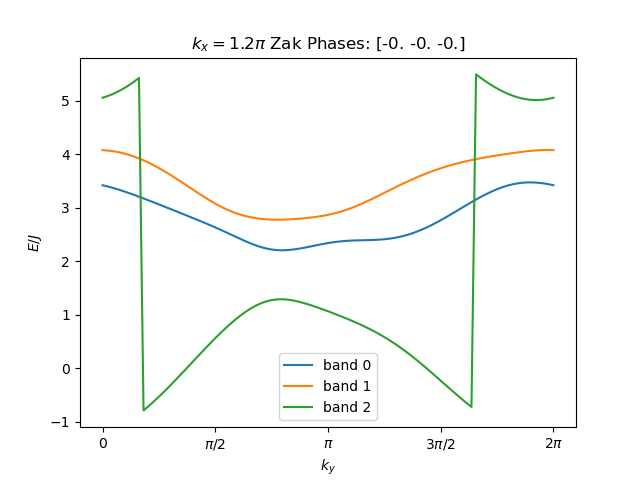 $k_x = 1.2\pi$ Zak Phases: [-0. -0. -0.]
E/J
5
4
3
2
1
0
−1
band 0
band 1
band 2
0
π/2
π
3π/2
2π
$k_y$